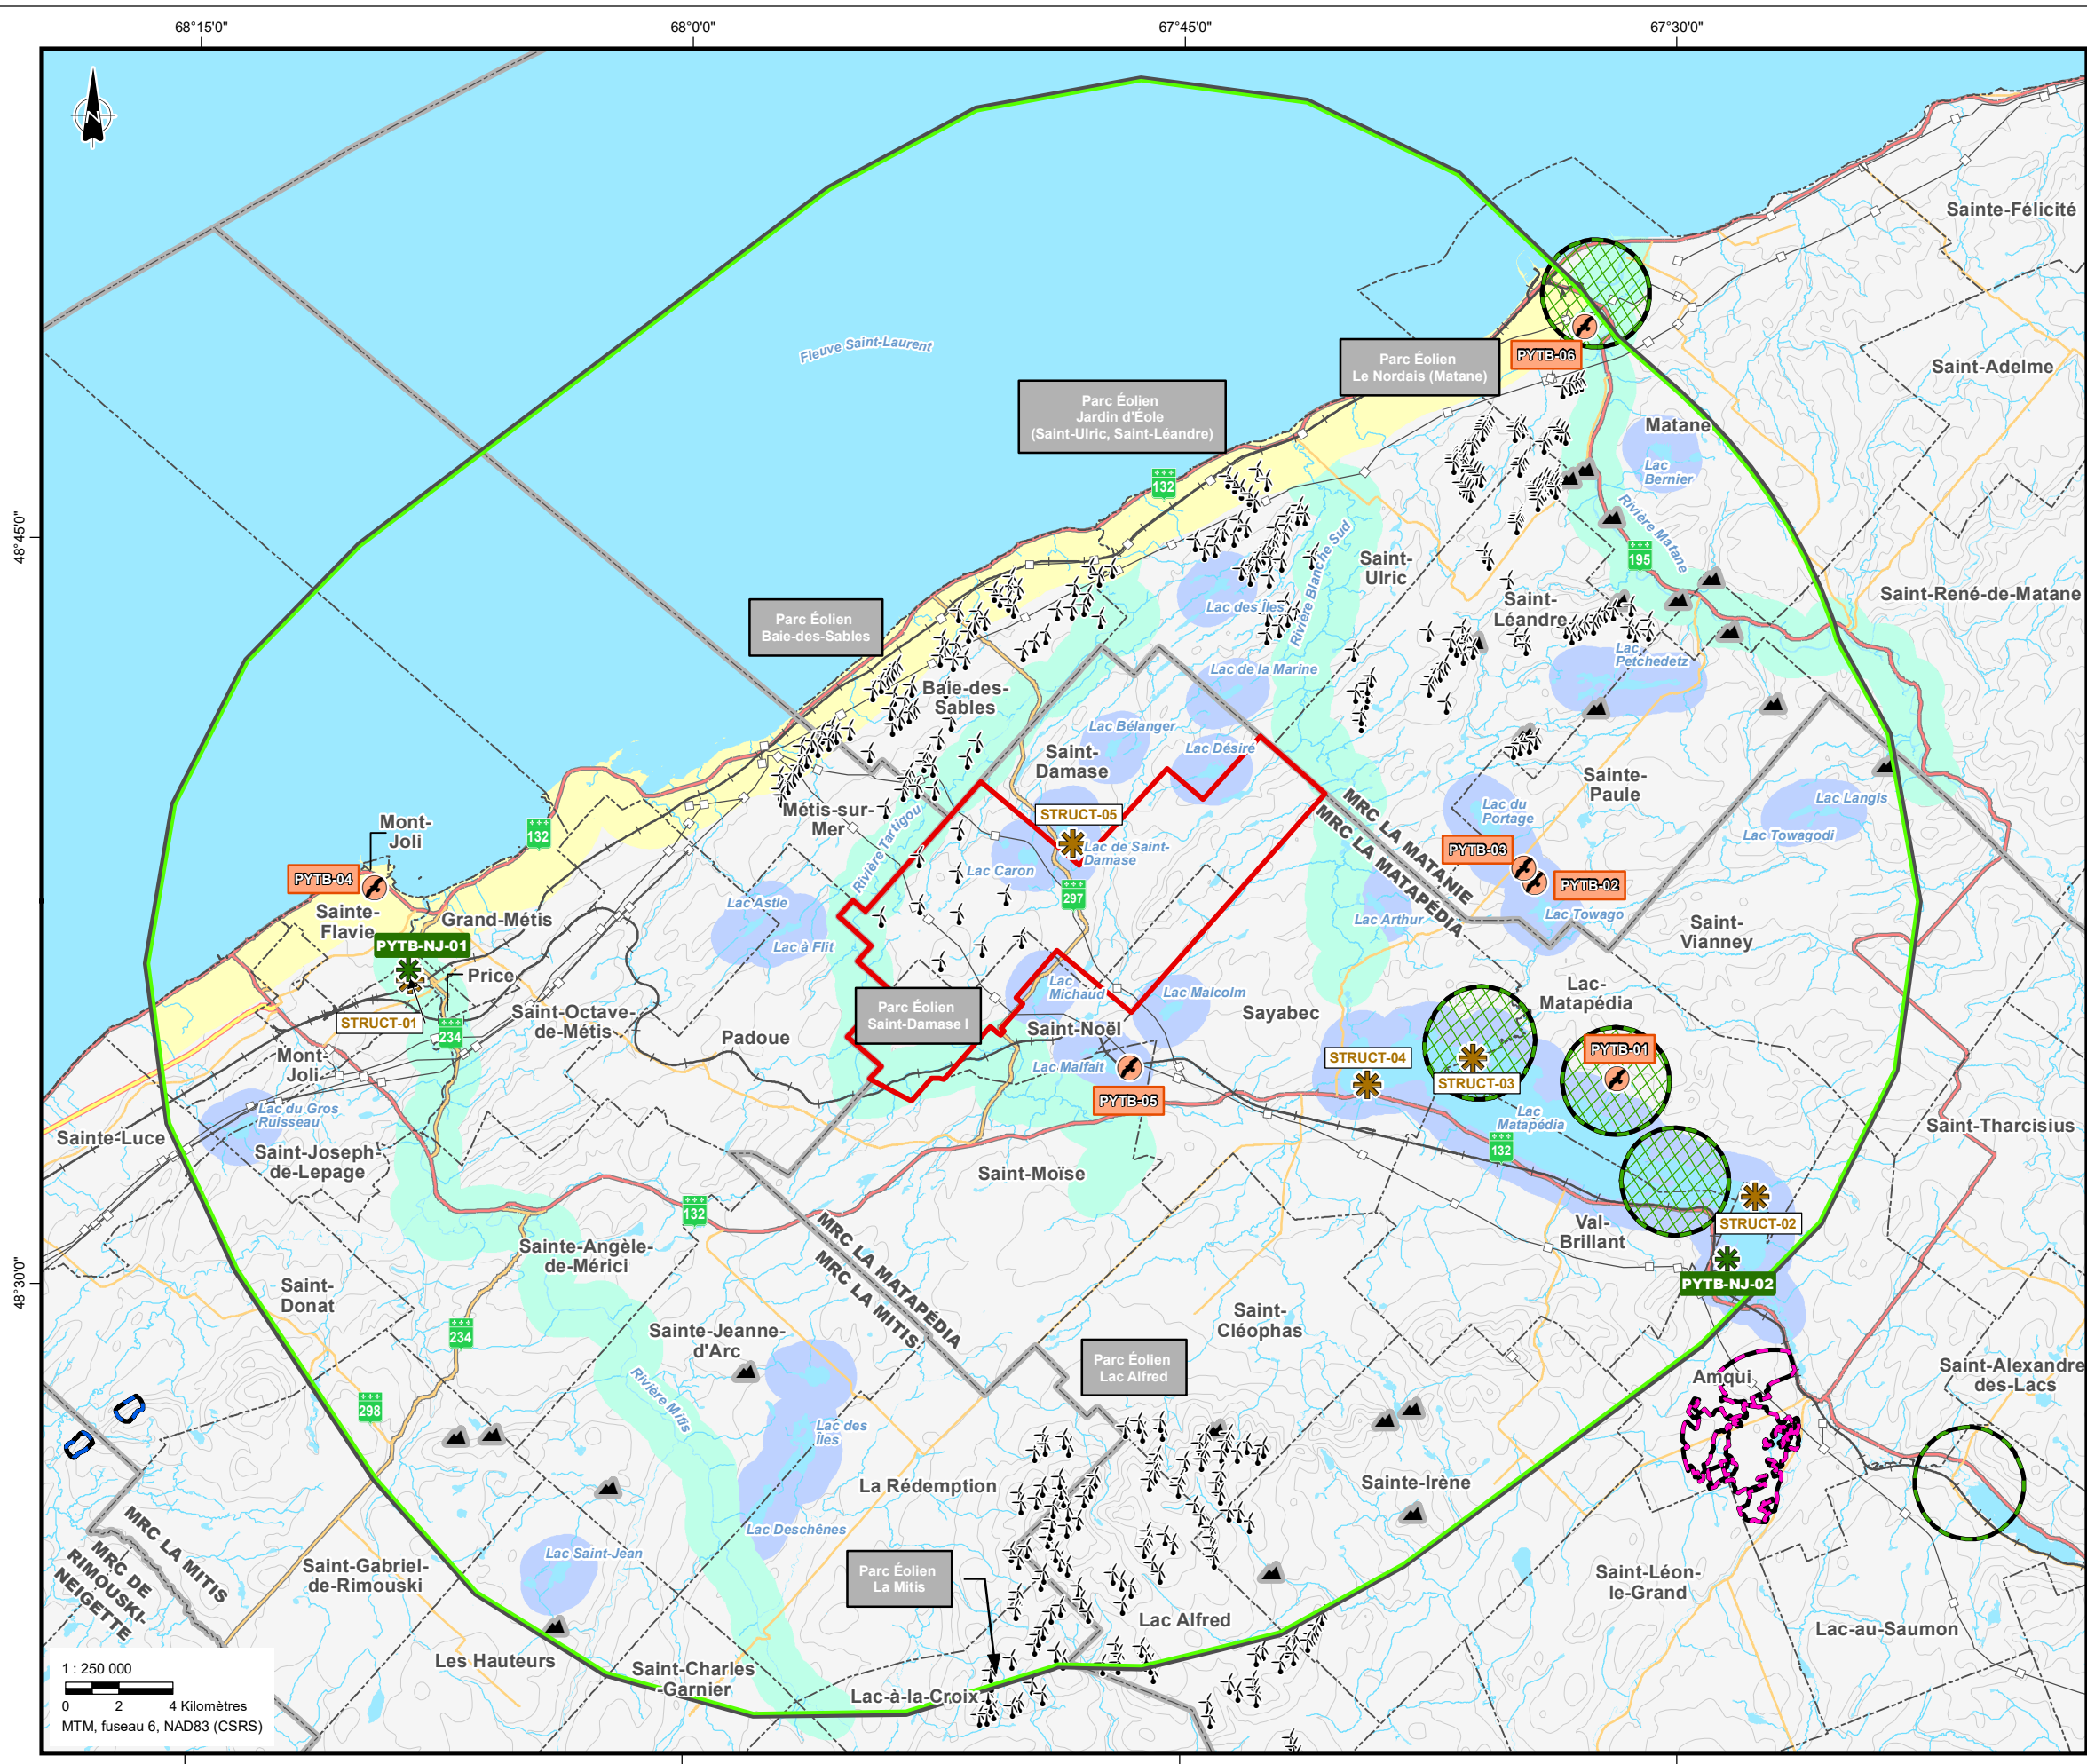 68°15'0"
68°0'0"
67°45'0"
67°30'0"
48°45'0"
48°30'0"
N
Sainte-Félicité
Fleuve Saint-Laurent
Parc Éolien
Le Nordais (Matane)
PYTB-06
Saint-Adelme
Parc Éolien
Jardin d'Éole
(Saint-Ulric, Saint-Léandre)
Matane
Lac
Bernier
132
Rivière Matane
195
Rivière Blanche Sud
Saint-
Ulric
Saint-
Léandre
Saint-René-de-Matane
Lac des Îles
Parc Éolien
Baie-des-Sables
Lac
Petchedetz
Lac de la Marine
Baie-des-
Sables
Lac Bélanger
Lac Désiré
Saint-
Damase
Sainte-
Paule
Lac du
Portage
Lac Langis
Lac Towagodi
MRC LA MATANIE
MRC LA MATAPÉDIA
Métis-sur-
Mer
STRUCT-05
Lac de Saint-
Damase
Mont-
Joli
132
PYTB-04
Rivière Tartigou
Lac Caron
297
PYTB-03
PYTB-02
Sainte-
Flavie
Grand-Métis
Lac Astle
Lac à Flit
Lac Arthur
Lac Towago
Saint-
Vianney
PYTB-NJ-01
Price
STRUCT-01
234
Saint-Octave-
de-Métis
Parc Éolien
Saint-Damase I
Lac
Michaud
Lac Malcolm
Lac-
Matapédia
Sayabec
Saint-Noël
Padoue
Mont-
Joli
Lac Malfait
STRUCT-04
STRUCT-03
PYTB-01
PYTB-05
Lac
Matapédia
132
Lac du Gros
Ruisseau
Sainte-Luce
Saint-Joseph-
de-Lepage
Saint-Moïse
Saint-Tharcisius
132
STRUCT-02
Val-
Brillant
PYTB-NJ-02
MRC LA MATAPÉDIA
MRC LA MITIS
Sainte-Angèle-
de-Mérici
Saint-
Donat
234
Sainte-Jeanne-
d'Arc
Saint-
Cléophas
Parc Éolien
Lac Alfred
Amqui
Saint-Alexandre
des-Lacs
298
Rivière Mitis
Lac des
Îles
La Rédemption
Sainte-Irène
Lac Deschênes
Lac Saint-Jean
MRC LA MITIS
MRC DE
RIMOUSKI-
NEIGETTE
Saint-Gabriel-
de-Rimouski
Parc Éolien
La Mitis
Saint-Léon-
le-Grand
Lac Alfred
Lac-au-Saumon
Les Hauteurs
Saint-Charles
-Garnier
Lac-à-la-Croix
1 : 250 000
0 2 4 Kilomètres
MTM, fuseau 6, NAD83 (CSRS)